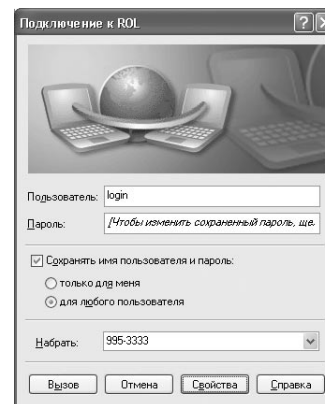 Подключение к ROL
Пользователь: login
Пароль: [Чтобы изменить сохраненный пароль, ще.
Сохранять имя пользователя и пароль:
только для меня
для любого пользователя
Набрать: 995-3333
Вызов Отмена Свойства Справка